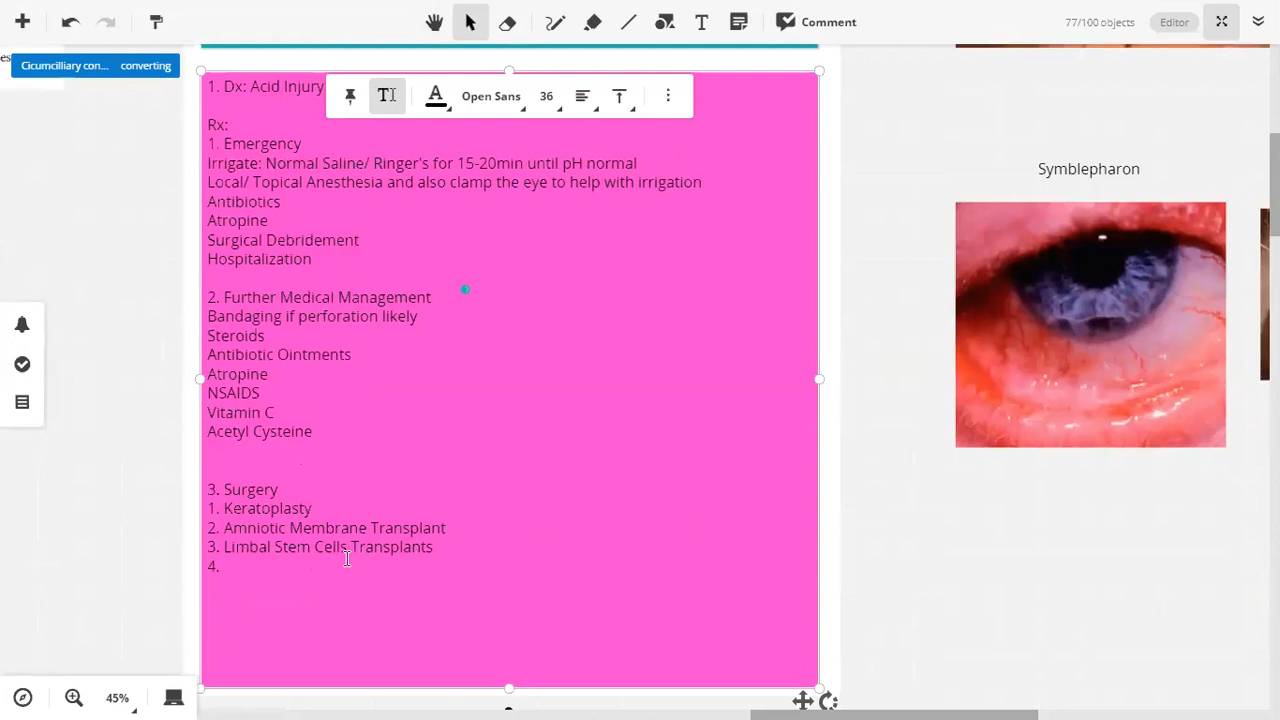 Comment
77/100 objects
Editor
es
Cicumcilliary con... converting
1. Dx: Acid Injury
T
A
Open Sans
36
Rx:
1. Emergency
Irrigate: Normal Saline/ Ringer's for 15-20min until pH normal
Local/ Topical Anesthesia and also clamp the eye to help with irrigation
Antibiotics
Atropine
Surgical Debridement
Hospitalization
2. Further Medical Management
Bandaging if perforation likely
Steroids
Antibiotic Ointments
Atropine
NSAIDS
Vitamin C
Acetyl Cysteine
3. Surgery
1. Keratoplasty
2. Amniotic Membrane Transplant
3. Limbal Stem Cells Transplants
4.
Symblepharon
45%